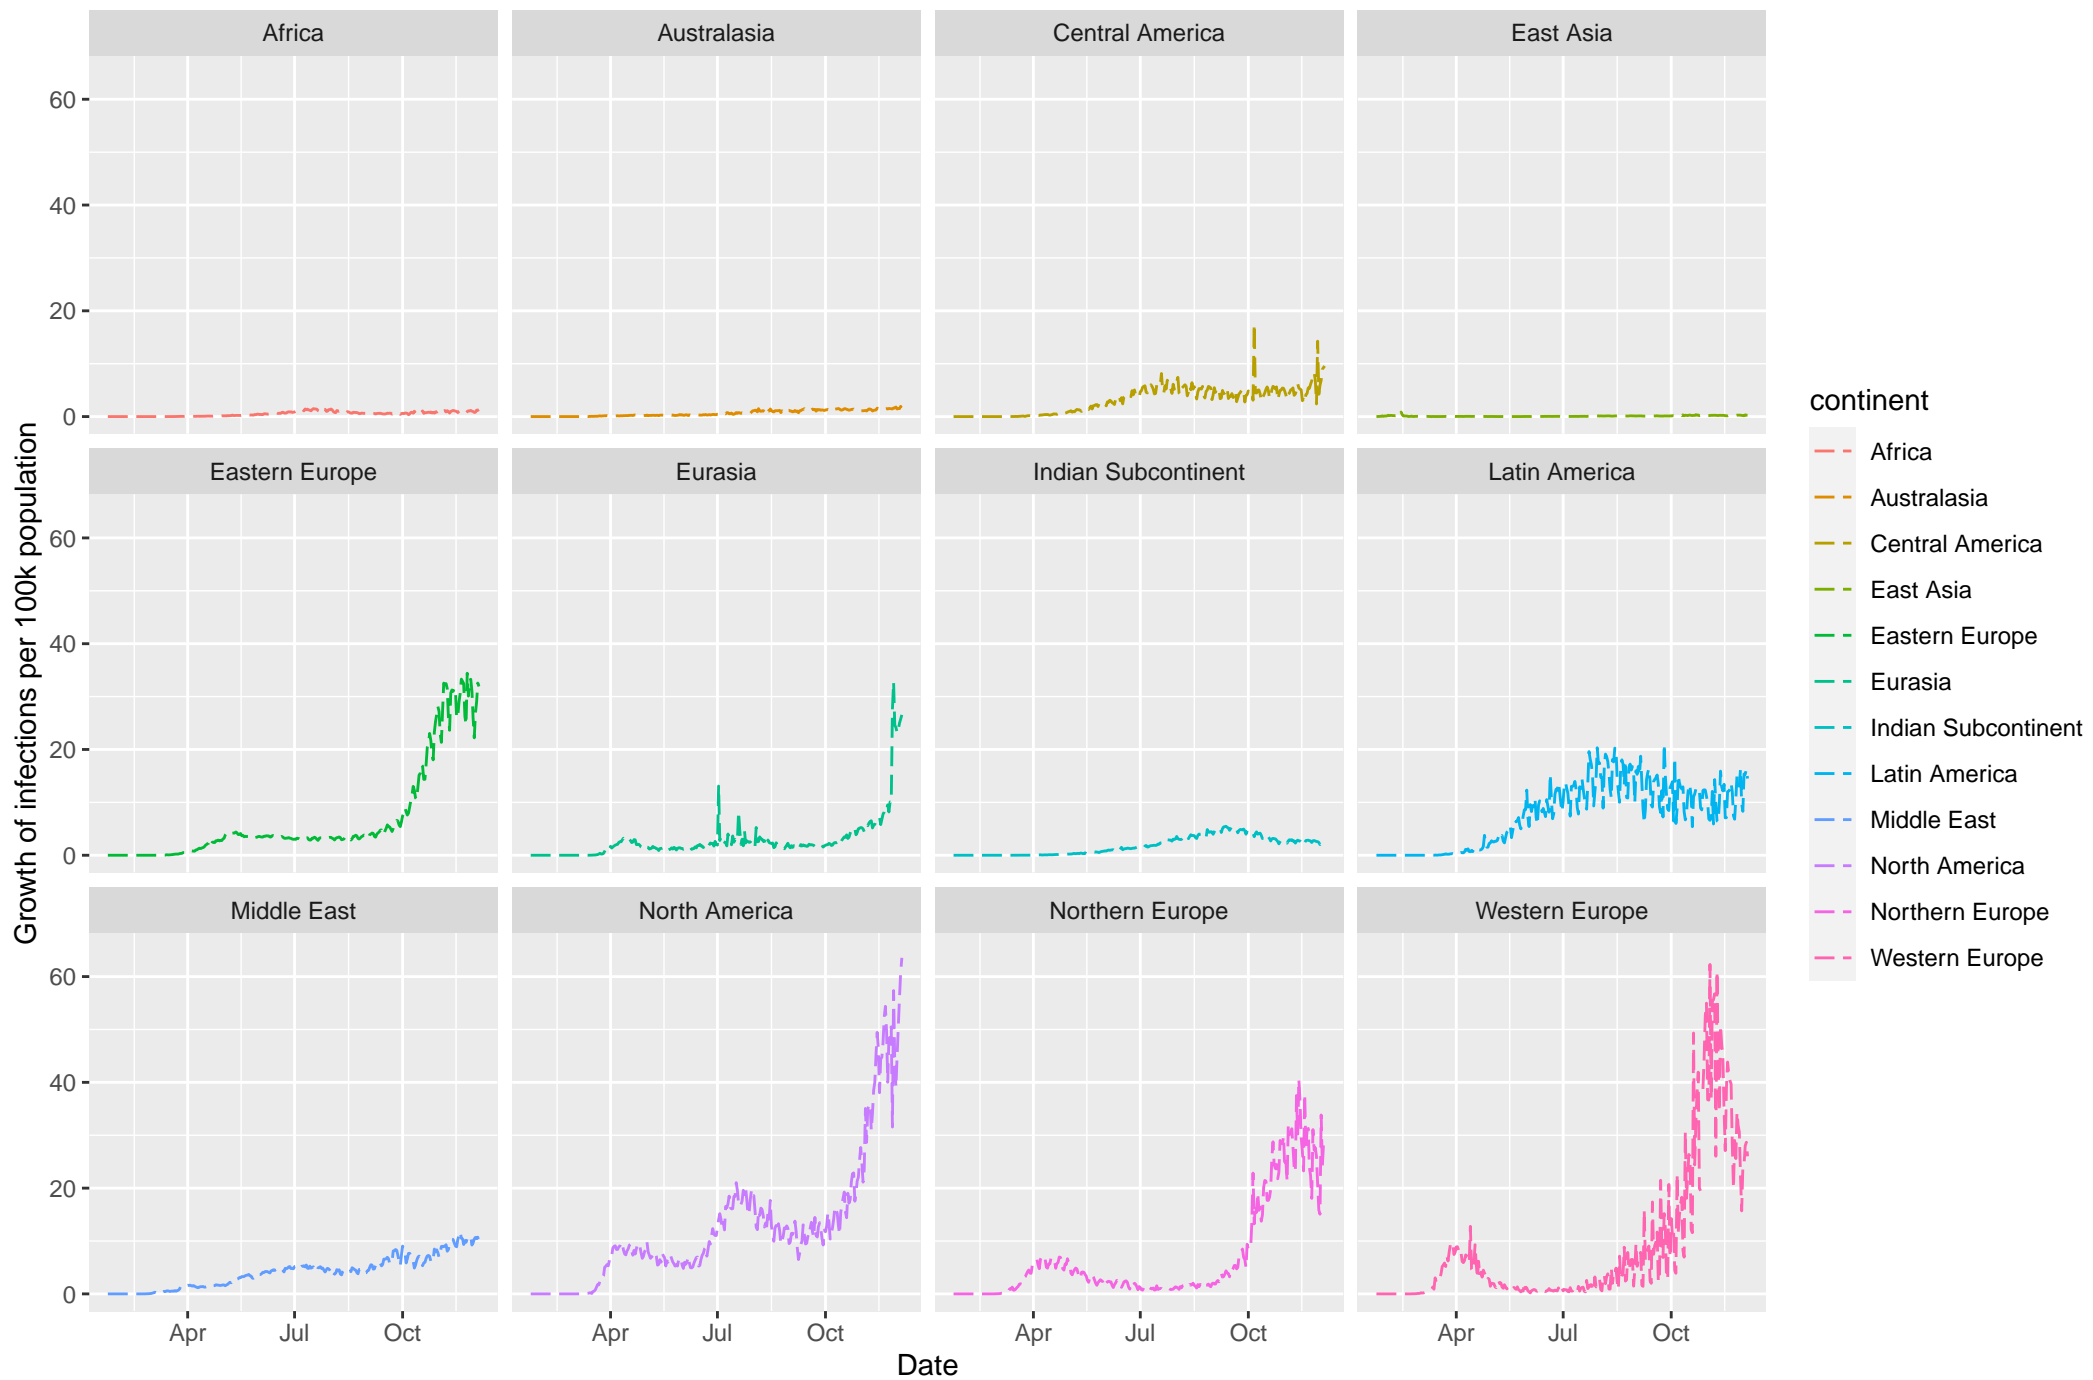 Africa
Australasia
Central America
East Asia
60
40
20
0
Eastern Europe
Eurasia
Indian Subcontinent
Latin America
60
40
20
0
Middle East
North America
Northern Europe
Western Europe
60
40
20
0
Apr Jul Oct
Apr Jul Oct
Apr Jul Oct
Apr Jul Oct
Date
Growth of infections per 100k population
continent
Africa
Australasia
Central America
East Asia
Eastern Europe
Eurasia
Indian Subcontinent
Latin America
Middle East
North America
Northern Europe
Western Europe